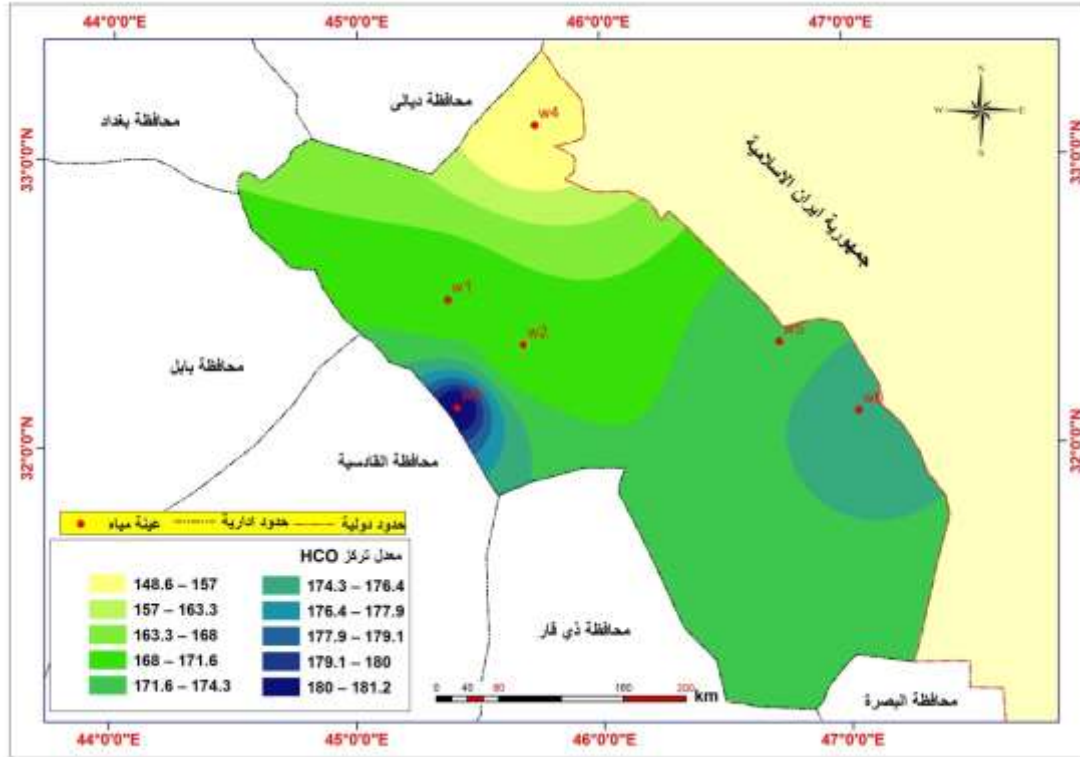 44°0'0"E 45°0'0"E 46°0'0"E 47°0'0"E
33°0'0"N
33°0'0"N
32°0'0"N
32°0'0"N
N
W E
S
محافظة ديالى
محافظة بغداد
جمهورية ايران الاسلامية
w4
w1
w2
محافظة بابل
محافظة القادسية
محافظة ذي قار
محافظة البصرة
عينة مياه حدود ادارية حدود دولية
معدل تركز HCO
148.6 – 157
157 – 163.3
163.3 – 168
168 – 171.6
171.6 – 174.3
174.3 – 176.4
176.4 – 177.9
177.9 – 179.1
179.1 – 180
180 – 181.2
0 40 80 160 200 km
44°0'0"E 45°0'0"E 46°0'0"E 47°0'0"E